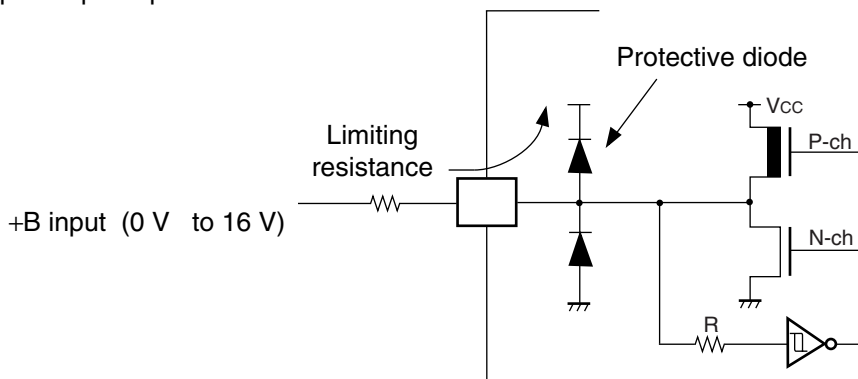 Protective diode
VCC
Limiting
resistance
P-ch
+B input (0 V to 16 V)
N-ch
R